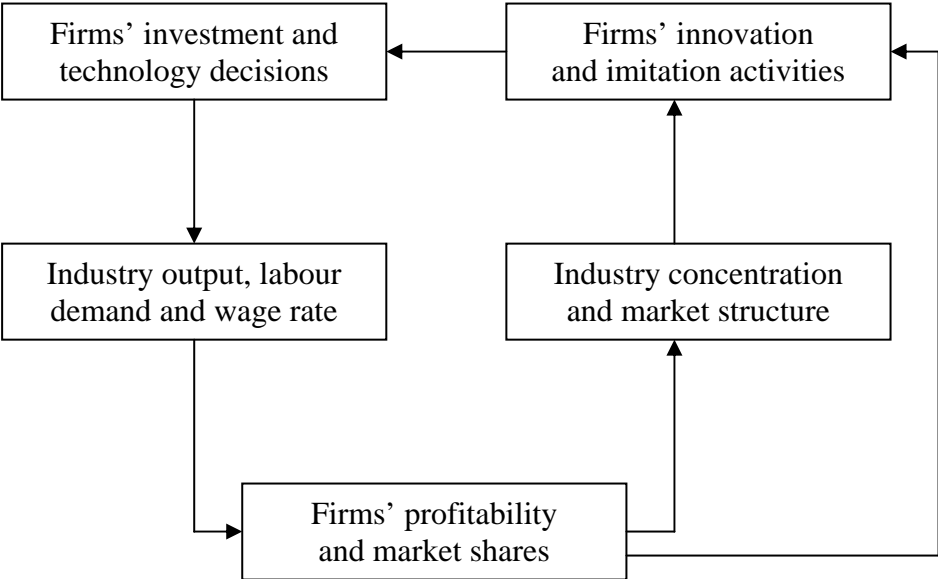 Firms’ investment and
technology decisions
Firms’ innovation
and imitation activities
Industry output, labour
demand and wage rate
Industry concentration
and market structure
Firms’ profitability
and market shares